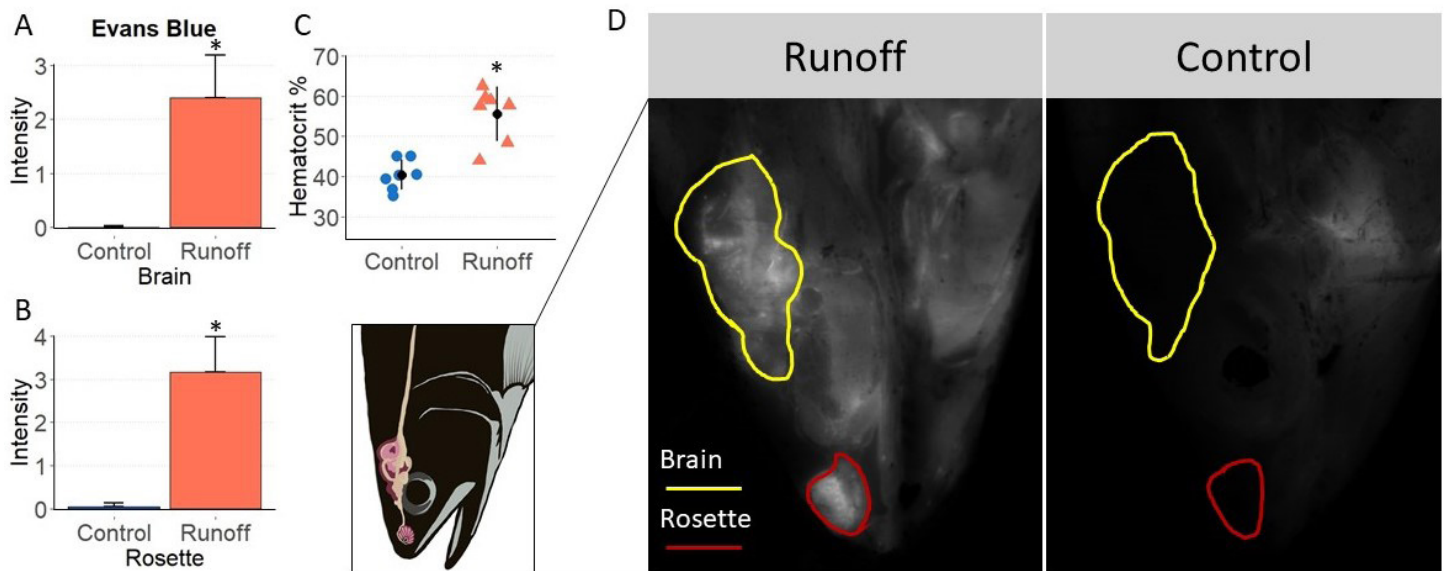 A
Evans Blue
*
3
2
1
0
Intensity
Control
Runoff
Brain
B
*
4
3
2
1
0
Intensity
Control
Runoff
Rosette
C
*
70
60
50
40
30
Hematocrit %
Control
Runoff
D
Runoff
Control
Brain
Rosette